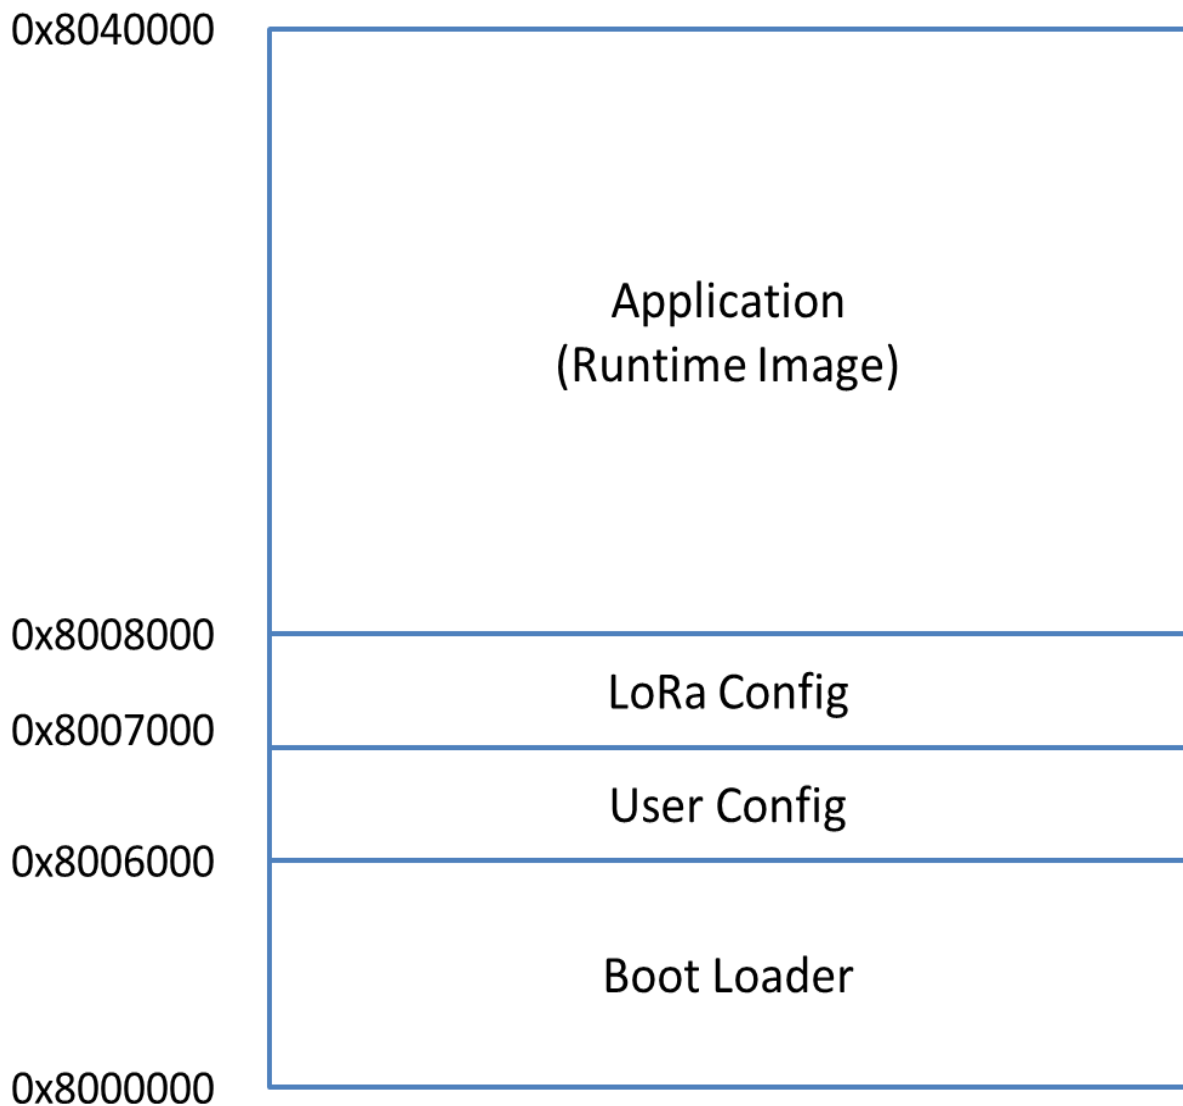 0x8040000
Application
(Runtime Image)
0x8008000
LoRa Config
0x8007000
User Config
0x8006000
Boot Loader
0x8000000